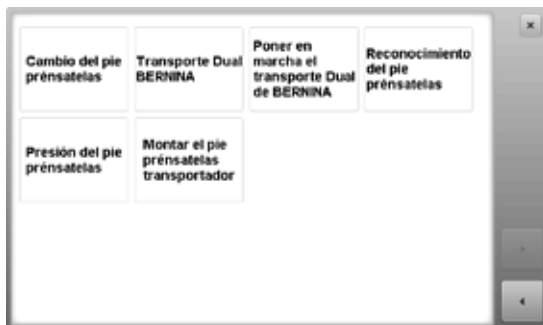 Cambio del pie
prénsatelas
Transporte Dual
BERNINA
Poner en
marcha el
transporte Dual
de BERNINA
Reconocimiento
del pie
prénsatelas
Presión del pie
prénsatelas
Montar el pie
prénsatelas
transportador